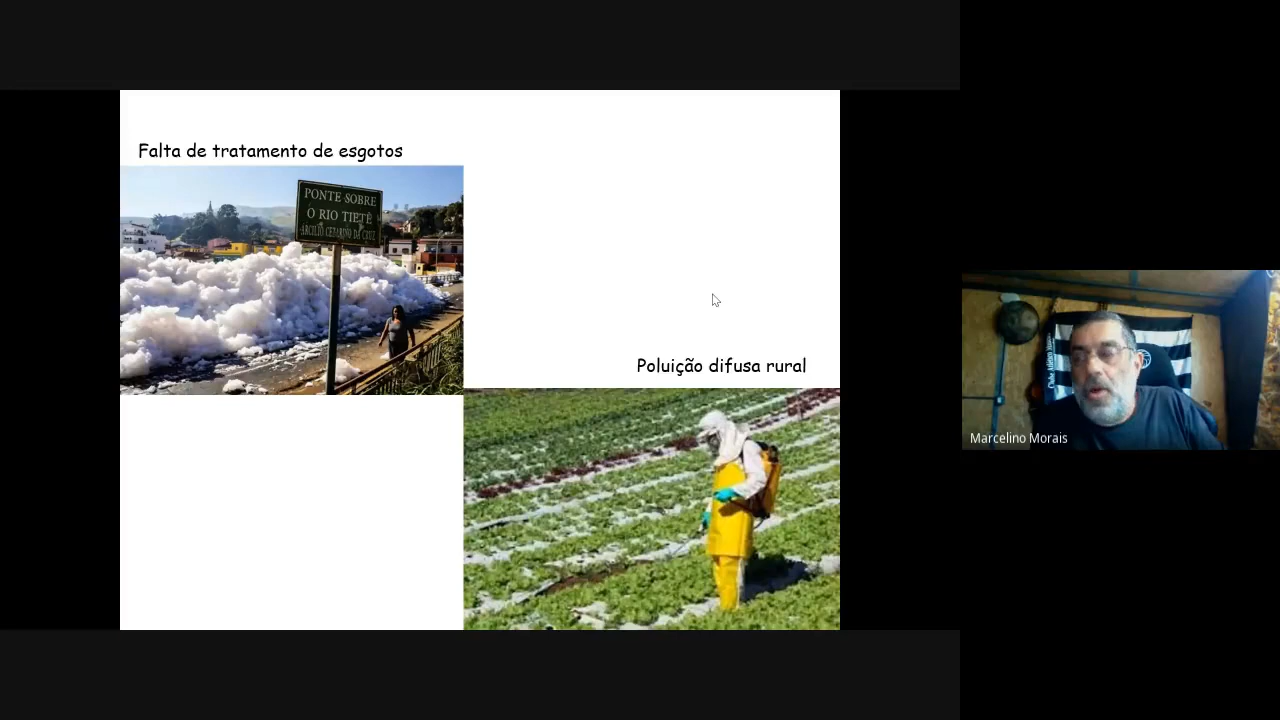 Falta de tratamento de esgotos
PONTE SOBRE
O RIO TIETÊ
Poluição difusa rural
Marcelino Morais